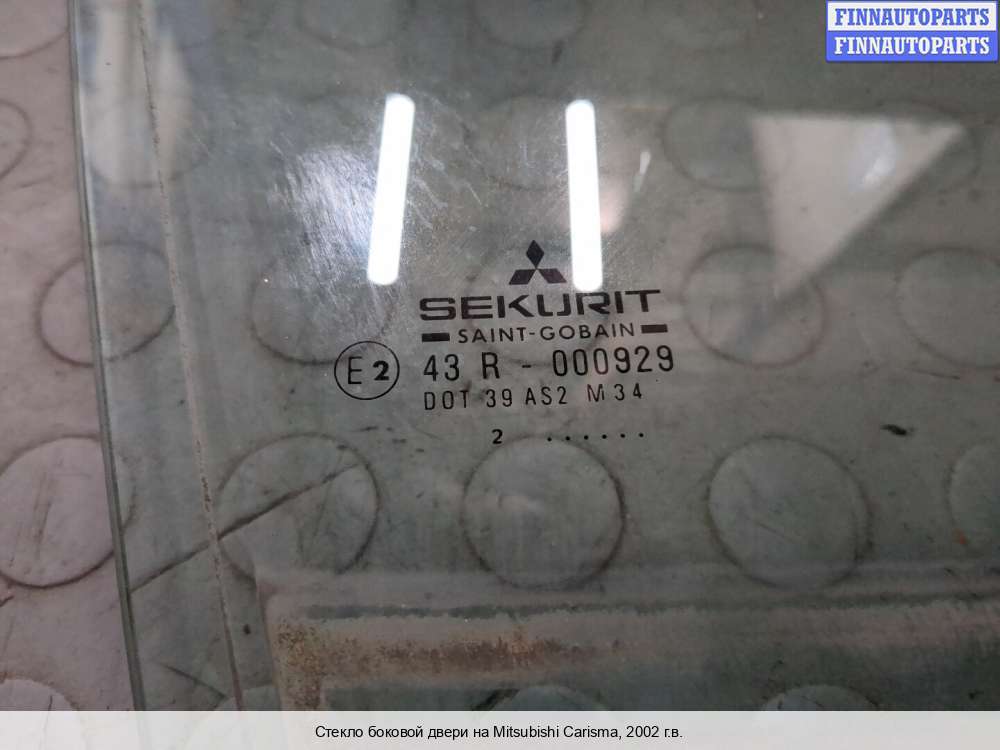 FINNAUTOPARTS
FINNAUTOPARTS
SEKURIT
SAINT-GOBAIN
E2 43 R - 000929
DOT 39 AS2 M34
2 ......
Стекло боковой двери на Mitsubishi Carisma, 2002 г.в.